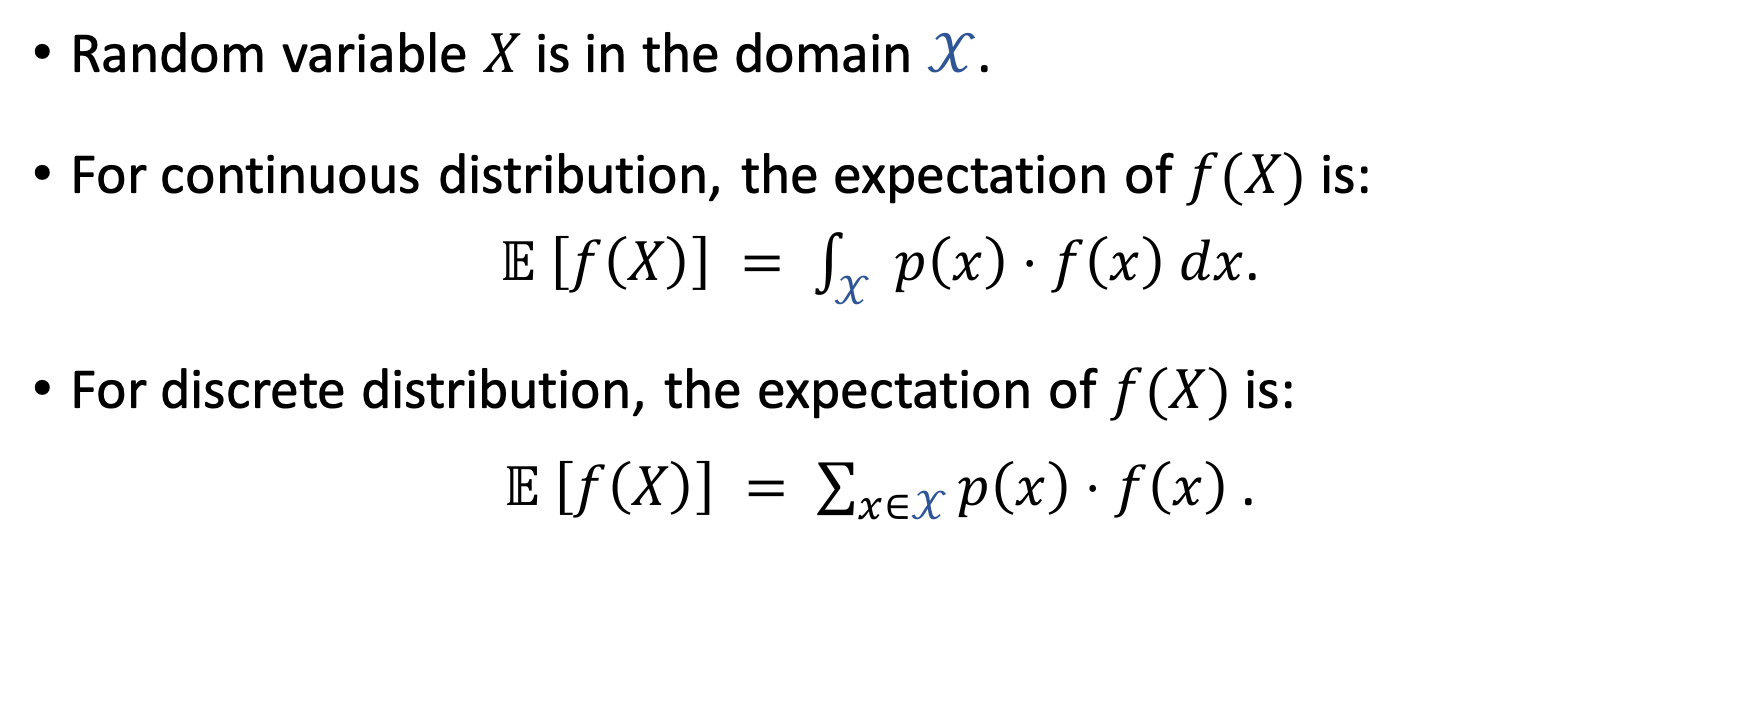 • Random variable 𝑋 is in the domain 𝒳.
• For continuous distribution, the expectation of 𝑓(𝑋) is:
𝔼 [𝑓(𝑋)] = ∫𝒳 𝑝(𝑥) ⋅ 𝑓(𝑥) 𝑑𝑥.
• For discrete distribution, the expectation of 𝑓(𝑋) is:
𝔼 [𝑓(𝑋)] = ∑𝑥∈𝒳 𝑝(𝑥) ⋅ 𝑓(𝑥) .